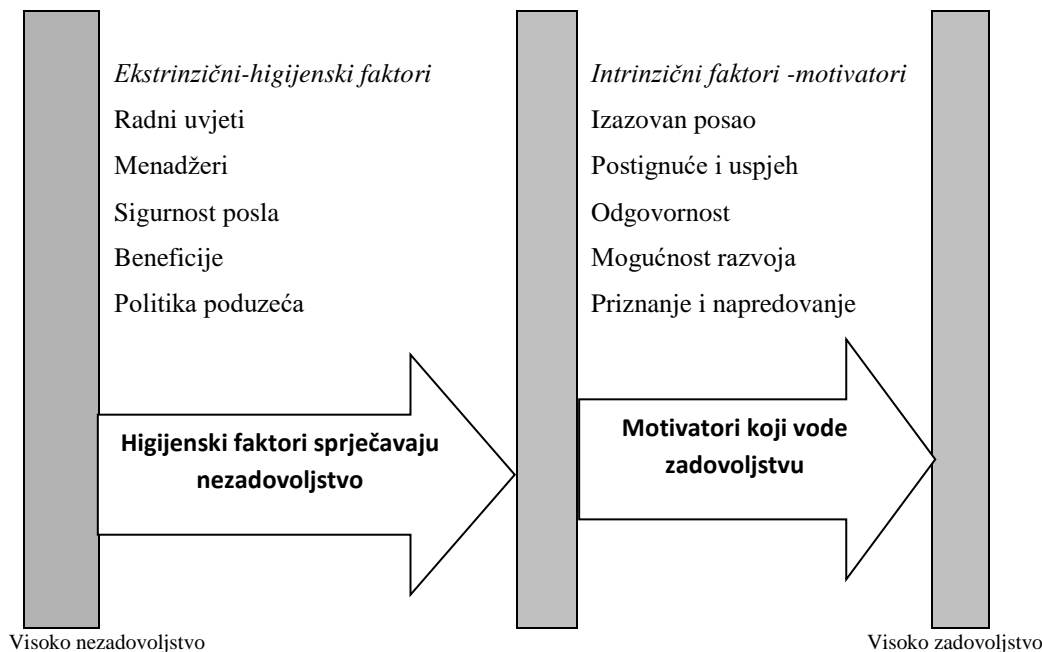 Ekstrinzični-higijenski faktori
Radni uvjeti
Menadžeri
Sigurnost posla
Beneficije
Politika poduzeća
Intrinzični faktori -motivatori
Izazovan posao
Postignuće i uspjeh
Odgovornost
Mogućnost razvoja
Priznanje i napredovanje
Higijenski faktori sprječavaju
nezadovoljstvo
Motivatori koji vode
zadovoljstvu
Visoko nezadovoljstvo
Visoko zadovoljstvo